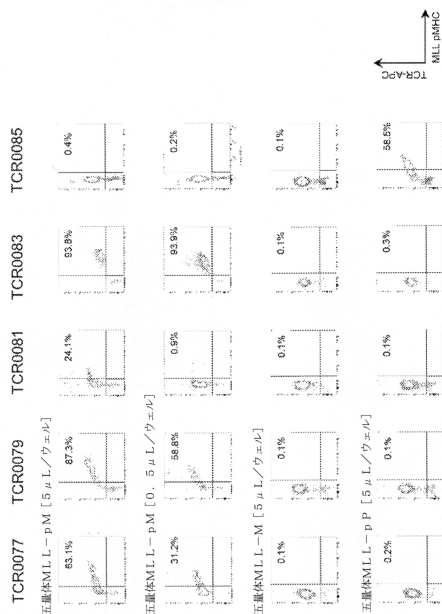 TCR0077 TCR0079 TCR0081 TCR0083 TCR0085
五量体MLL－pM［5μL／ウェル］
63.1% 87.3% 24.1% 93.8% 0.4%
五量体MLL－pM［0．5μL／ウェル］
31.2% 58.8% 0.9% 93.9% 0.2%
五量体MLL－M［5μL／ウェル］
0.1% 0.1% 0.1% 0.1% 0.1%
五量体MLL－pP［5μL／ウェル］
0.2% 0.1% 0.1% 0.3% 58.5%
TCR-APC
MLL pMHC